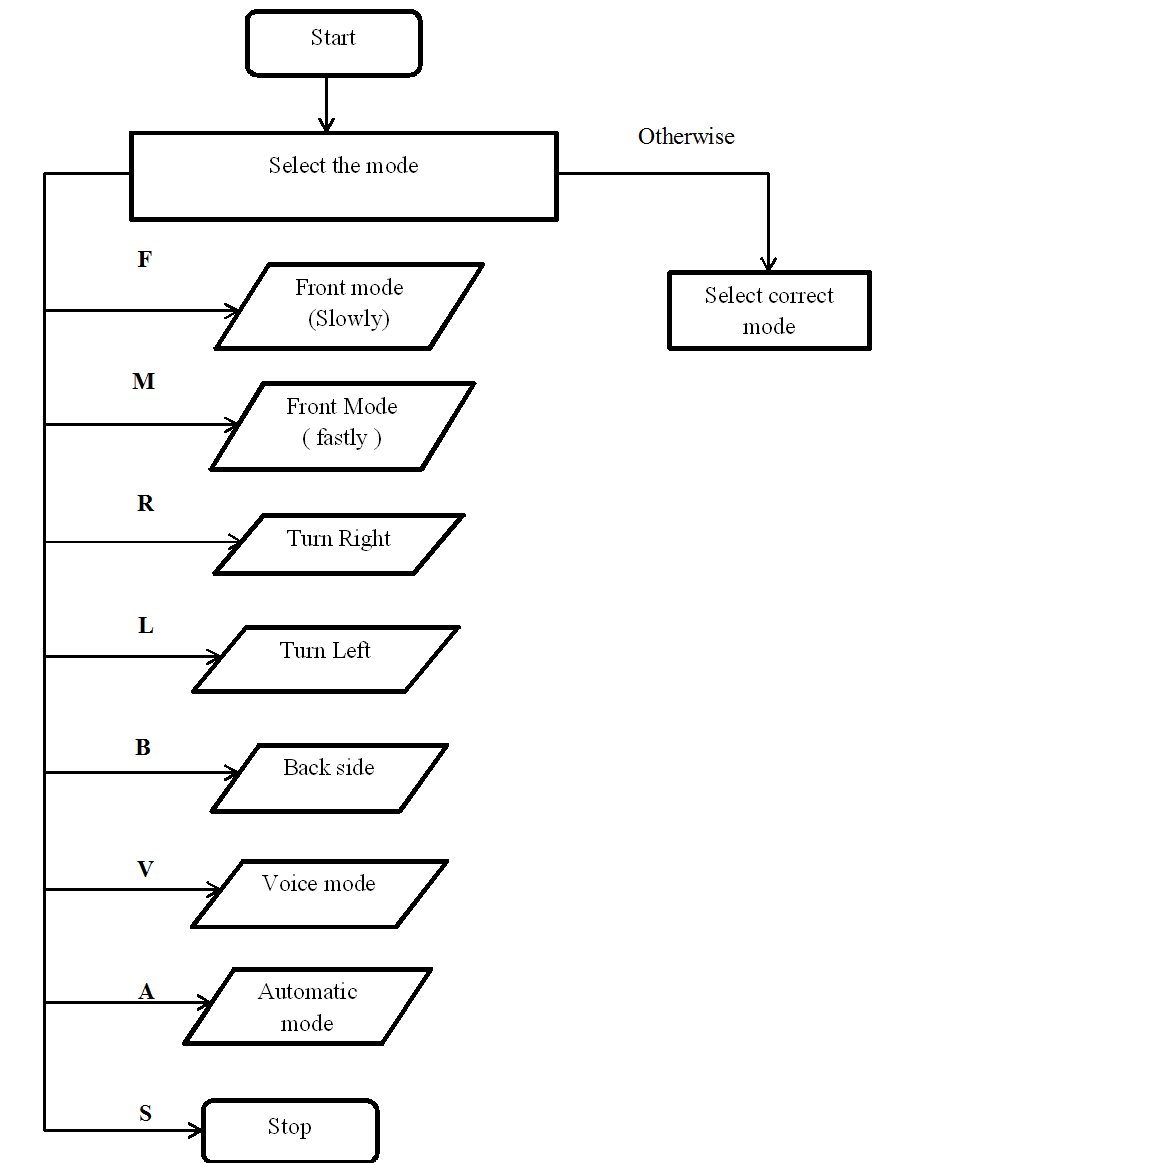 Start
Otherwise
Select the mode
F
Front mode
(Slowly)
Select correct
mode
M
Front Mode
( fastly )
R
Turn Right
L
Turn Left
B
Back side
V
Voice mode
A
Automatic
mode
S
Stop